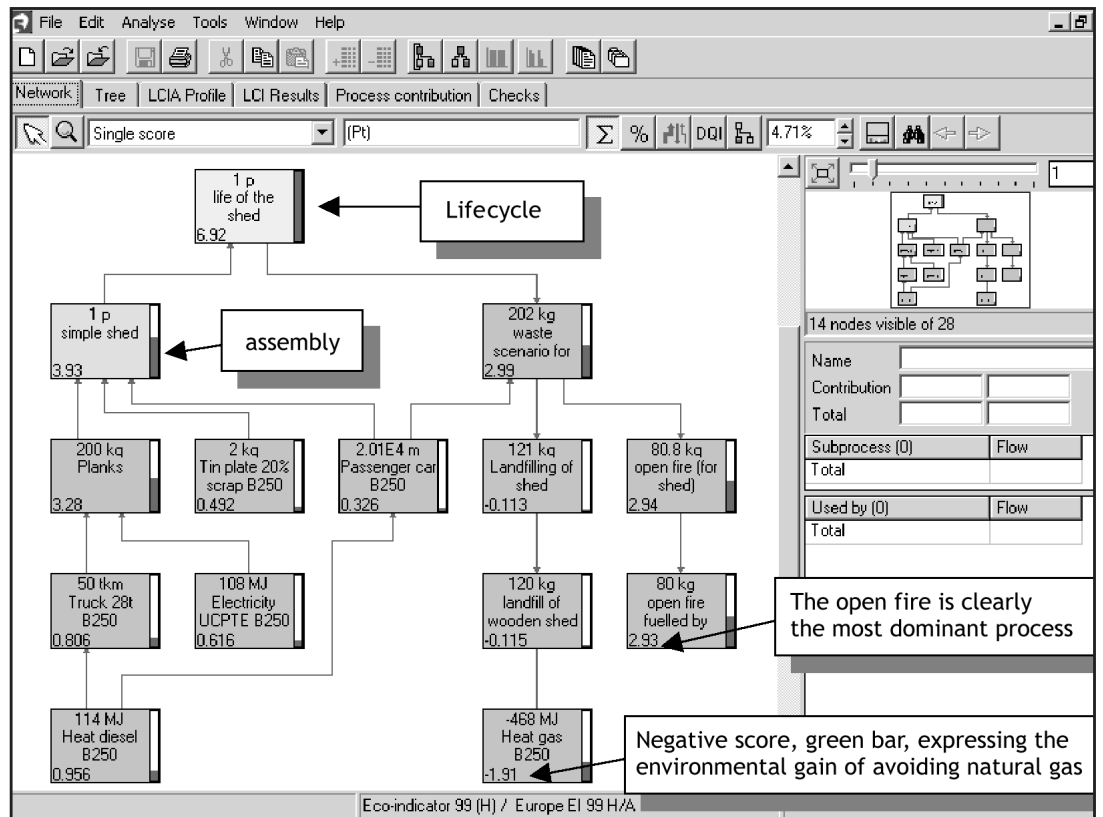 File Edit Analyse Tools Window Help
Network Tree LCIA Profile LCI Results Process contribution Checks
Single score (Pt) Σ % DQI 4.71%
1
1 p
life of the
shed
6.92
Lifecycle
1 p
simple shed
3.93
assembly
202 kg
waste
scenario for
2.99
200 kg
Planks
3.28
2 kg
Tin plate 20%
scrap B250
0.492
2.01E4 m
Passenger car
B250
0.326
121 kg
Landfilling of
shed
-0.113
80.8 kg
open fire (for
shed)
2.94
50 tkm
Truck 28t
B250
0.806
108 MJ
Electricity
UCPTE B250
0.616
120 kg
landfill of
wooden shed
-0.115
80 kg
open fire
fuelled by
2.93
The open fire is clearly
the most dominant process
114 MJ
Heat diesel
B250
0.956
-468 MJ
Heat gas
B250
-1.91
Negative score, green bar, expressing the
environmental gain of avoiding natural gas
14 nodes visible of 28
Name
Contribution
Total
Subprocess (0) Flow
Total
Used by (0) Flow
Total
Eco-indicator 99 (H) / Europe EI 99 H/A